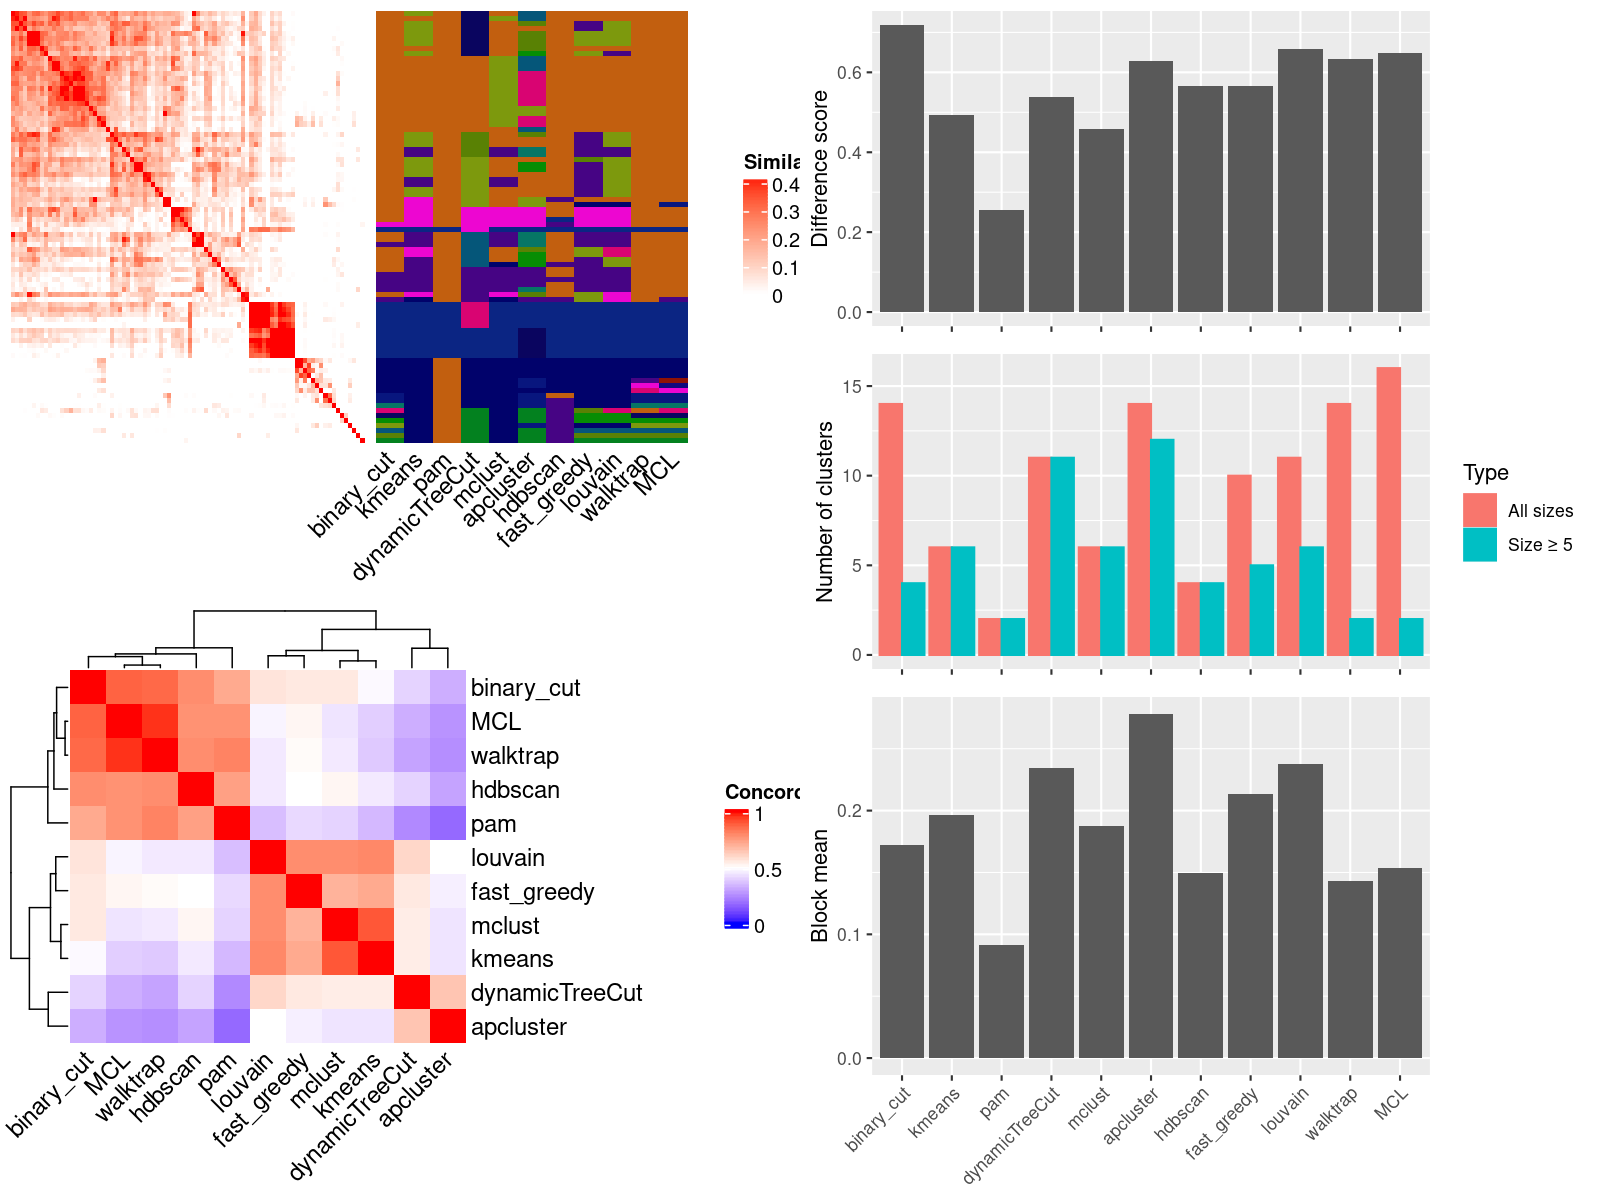 Simila
0.4
0.3
0.2
0.1
0
binary_cut
kmeans
pam
dynamicTreeCut
mclust
apcluster
hdbscan
fast_greedy
louvain
walktrap
MCL
binary_cut
MCL
walktrap
hdbscan
pam
louvain
fast_greedy
mclust
kmeans
dynamicTreeCut
apcluster
binary_cut
MCL
walktrap
hdbscan
pam
louvain
fast_greedy
mclust
kmeans
dynamicTreeCut
apcluster
Concord
1
0.5
0
Difference score
0.6
0.4
0.2
0.0
Number of clusters
15
10
5
0
Type
All sizes
Size ≥ 5
Block mean
0.2
0.1
0.0
binary_cut
kmeans
pam
dynamicTreeCut
mclust
apcluster
hdbscan
fast_greedy
louvain
walktrap
MCL